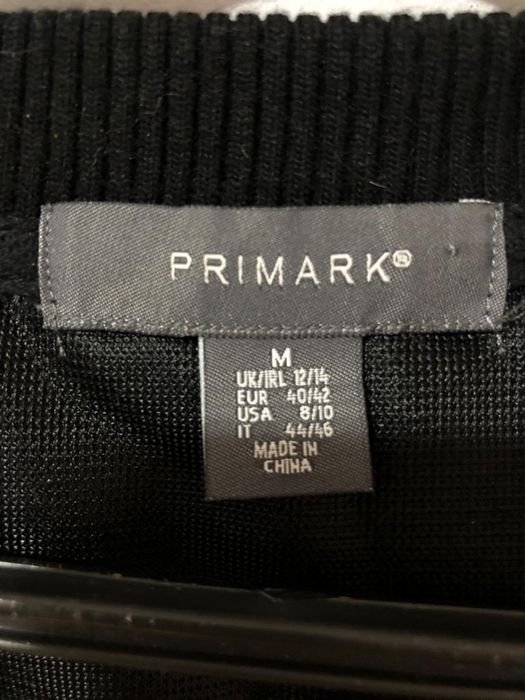 PRIMARK®
M
UK/IRL 12/14
EUR 40/42
USA 8/10
IT 44/46
MADE IN
CHINA